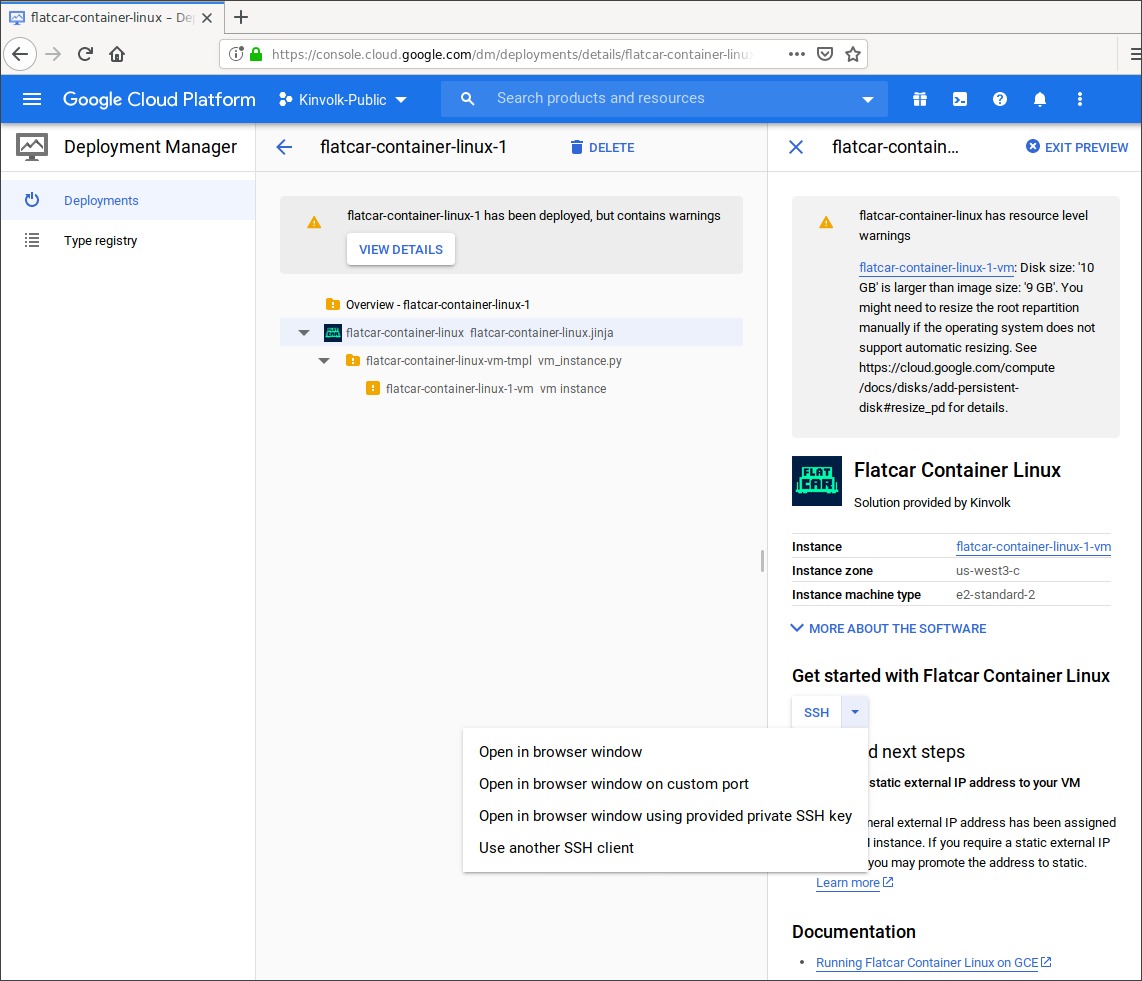 flatcar-container-linux – De
https://console.cloud.google.com/dm/deployments/details/flatcar-container-linux
Google Cloud Platform
Kinvolk-Public
Search products and resources
Deployment Manager
Deployments
Type registry
flatcar-container-linux-1
DELETE
flatcar-container-linux-1 has been deployed, but contains warnings
VIEW DETAILS
Overview - flatcar-container-linux-1
flatcar-container-linux flatcar-container-linux.jinja
flatcar-container-linux-vm-tmpl vm_instance.py
flatcar-container-linux-1-vm vm instance
flatcar-contain...
EXIT PREVIEW
flatcar-container-linux has resource level
warnings
flatcar-container-linux-1-vm: Disk size: '10
GB' is larger than image size: '9 GB'. You
might need to resize the root repartition
manually if the operating system does not
support automatic resizing. See
https://cloud.google.com/compute
/docs/disks/add-persistent-
disk#resize_pd for details.
FLAT
CAR
Flatcar Container Linux
Solution provided by Kinvolk
Instance flatcar-container-linux-1-vm
Instance zone us-west3-c
Instance machine type e2-standard-2
MORE ABOUT THE SOFTWARE
Get started with Flatcar Container Linux
SSH
Open in browser window
Open in browser window on custom port
Open in browser window using provided private SSH key
Use another SSH client
d next steps
static external IP address to your VM
neral external IP address has been assigned
instance. If you require a static external IP
you may promote the address to static.
Learn more
Documentation
• Running Flatcar Container Linux on GCE